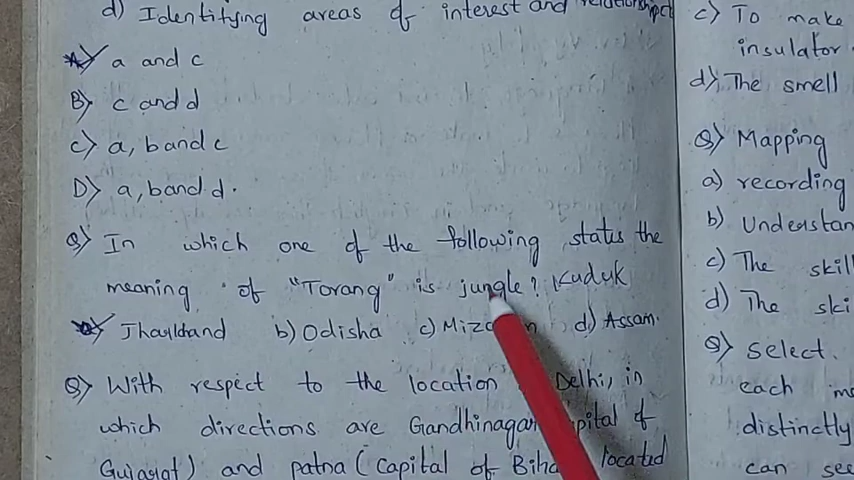 d) Identifying areas of interest and relationship
A) a and c
B) c and d
c) a, b and c
D) a, b and d.
Q) In which one of the following states the
meaning of "Torang" is jungle? Kuduk
a) Jharkhand b) Odisha c) Miz d) Assam.
Q) With respect to the location Delhi, in
which directions are Gandhinagar pital of
Gujarat) and patna (capital of Biha located
c) To make
insulator
d) The smell
Q) Mapping
a) recording
b) Understan
c) The skill
d) The ski
Q) Select
each
distinctly
can see